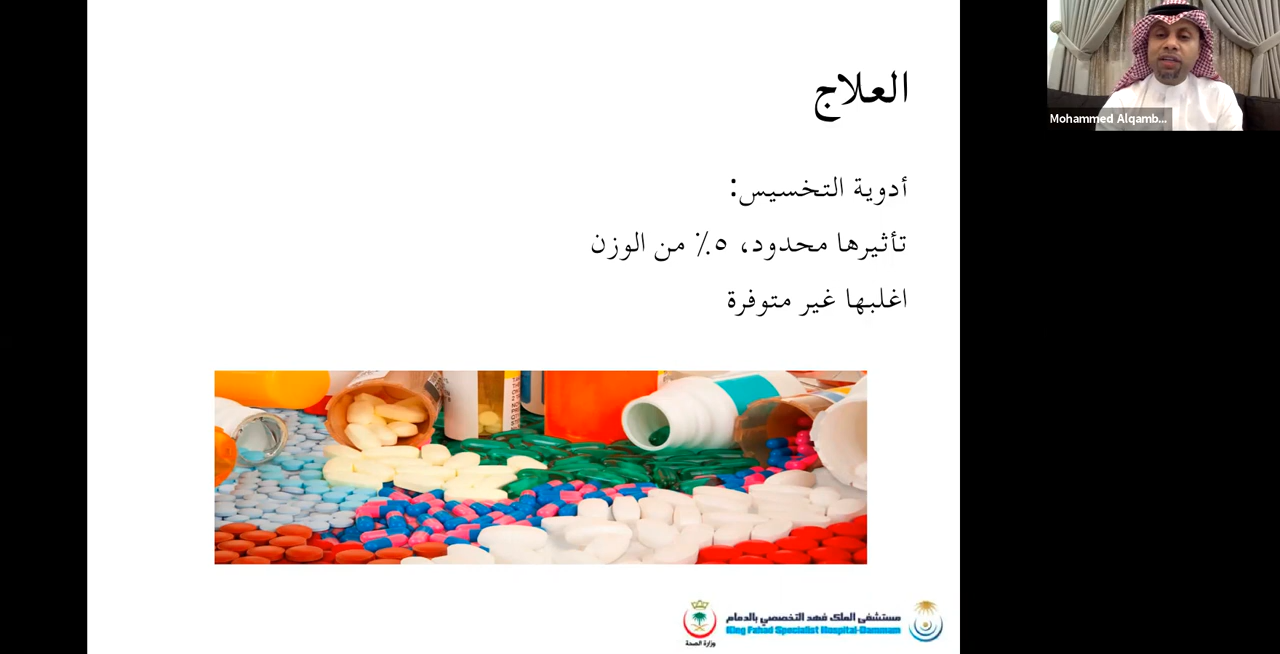 العلاج
أدوية التخسيس:
تأثيرها محدود، ٥٪ من الوزن
اغلبها غير متوفرة
Mohammed Alqamb...
مستشفى الملك فهد التخصصي بالدمام
King Fahad Specialist Hospital-Dammam
وزارة الصحة